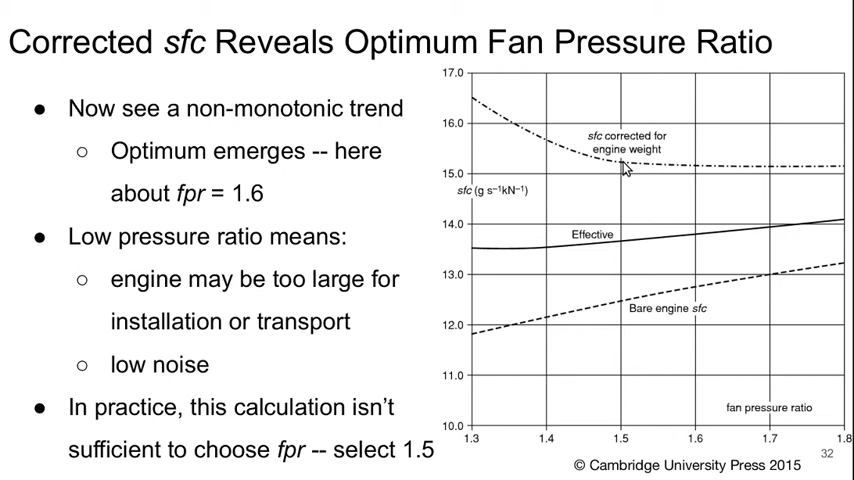 Corrected sfc Reveals Optimum Fan Pressure Ratio
● Now see a non-monotonic trend
○ Optimum emerges -- here
about fpr = 1.6
● Low pressure ratio means:
○ engine may be too large for
installation or transport
○ low noise
● In practice, this calculation isn't
sufficient to choose fpr -- select 1.5
17.0
16.0
sfc corrected for
engine weight
15.0
sfc (g s⁻¹kN⁻¹)
14.0
Effective
13.0
Bare engine sfc
12.0
11.0
fan pressure ratio
10.0
1.3 1.4 1.5 1.6 1.7 1.8
32
© Cambridge University Press 2015